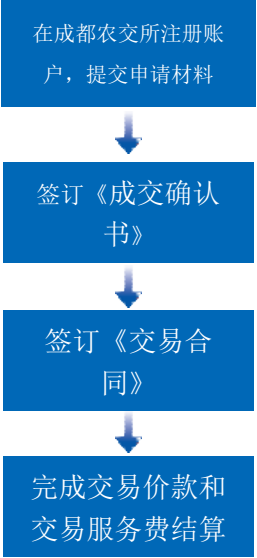 在成都农交所注册账
户，提交申请材料
签订《成交确认
书》
签订《交易合
同》
完成交易价款和
交易服务费结算